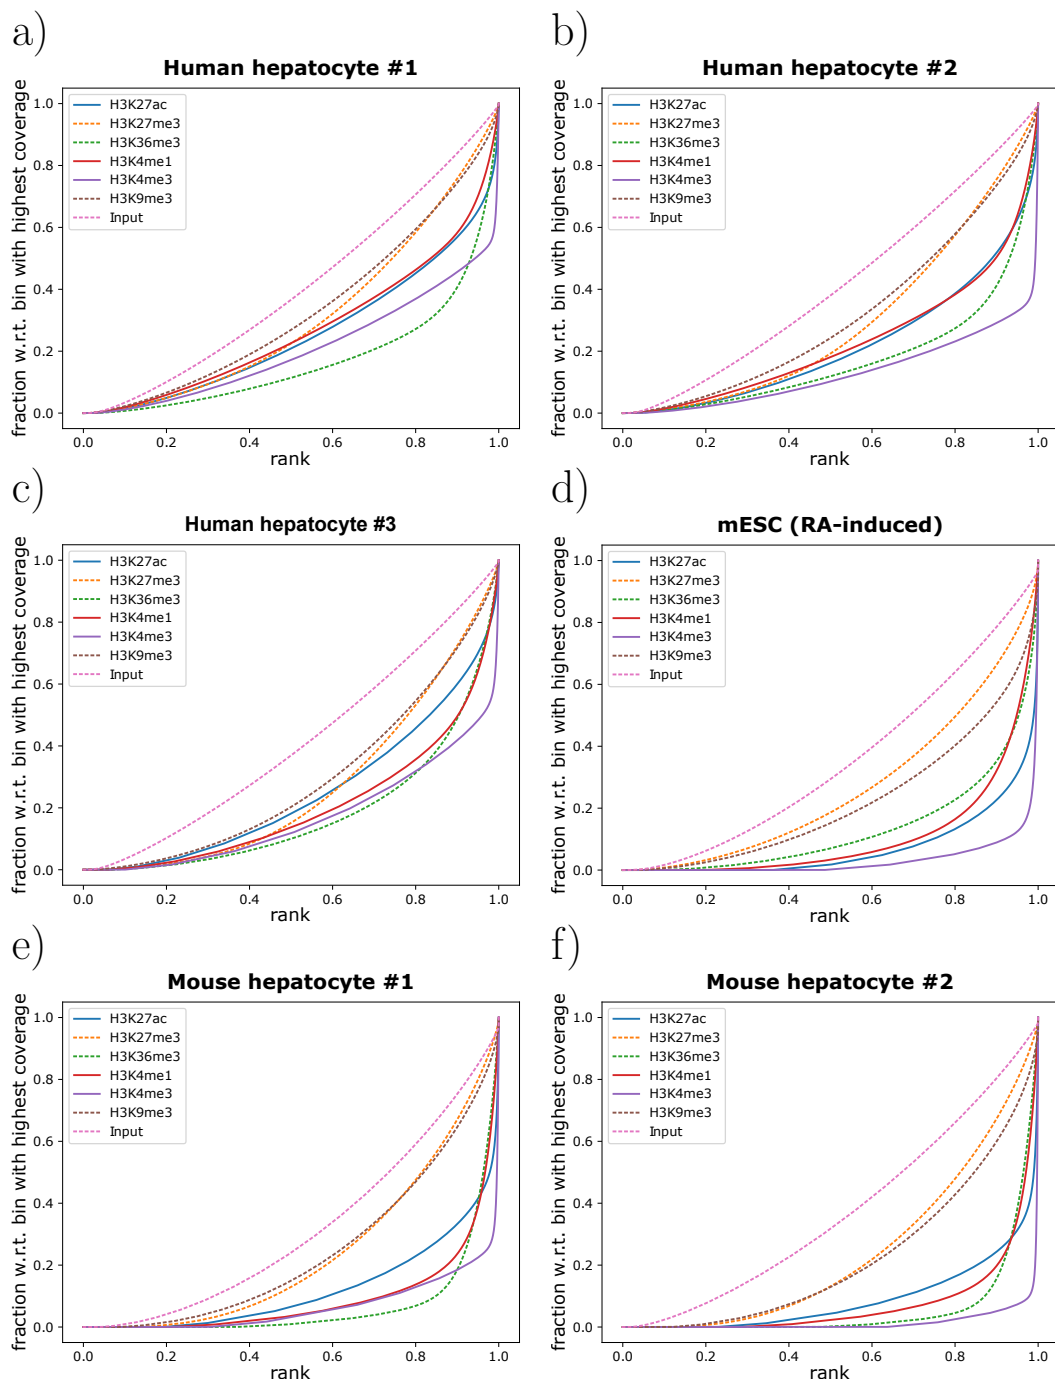 a)
Human hepatocyte #1
fraction w.r.t. bin with highest coverage
1.0
0.8
0.6
0.4
0.2
0.0
H3K27ac
H3K27me3
H3K36me3
H3K4me1
H3K4me3
H3K9me3
Input
0.0 0.2 0.4 0.6 0.8 1.0
rank
b)
Human hepatocyte #2
fraction w.r.t. bin with highest coverage
1.0
0.8
0.6
0.4
0.2
0.0
H3K27ac
H3K27me3
H3K36me3
H3K4me1
H3K4me3
H3K9me3
Input
0.0 0.2 0.4 0.6 0.8 1.0
rank
c)
Human hepatocyte #3
fraction w.r.t. bin with highest coverage
1.0
0.8
0.6
0.4
0.2
0.0
H3K27ac
H3K27me3
H3K36me3
H3K4me1
H3K4me3
H3K9me3
Input
0.0 0.2 0.4 0.6 0.8 1.0
rank
d)
mESC (RA-induced)
fraction w.r.t. bin with highest coverage
1.0
0.8
0.6
0.4
0.2
0.0
H3K27ac
H3K27me3
H3K36me3
H3K4me1
H3K4me3
H3K9me3
Input
0.0 0.2 0.4 0.6 0.8 1.0
rank
e)
Mouse hepatocyte #1
fraction w.r.t. bin with highest coverage
1.0
0.8
0.6
0.4
0.2
0.0
H3K27ac
H3K27me3
H3K36me3
H3K4me1
H3K4me3
H3K9me3
Input
0.0 0.2 0.4 0.6 0.8 1.0
rank
f)
Mouse hepatocyte #2
fraction w.r.t. bin with highest coverage
1.0
0.8
0.6
0.4
0.2
0.0
H3K27ac
H3K27me3
H3K36me3
H3K4me1
H3K4me3
H3K9me3
Input
0.0 0.2 0.4 0.6 0.8 1.0
rank